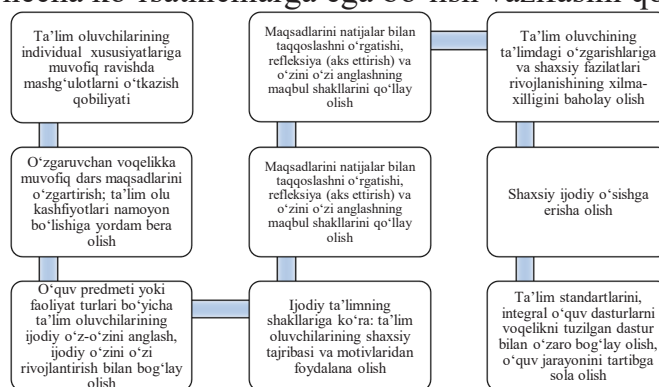 ko‘rsatkichlarga ega bo‘lish vazifasini
Ta’lim oluvchilarining
individual xususiyatlariga
muvofiq ravishda
mashg‘ulotlarni o‘tkazish
qobiliyati
O‘zgaruvchan voqelikka
muvofiq dars maqsadlarini
o‘zgartirish; ta’lim olu
kashfiyotlari namoyon
bo‘lishiga yordam bera
olish
O‘quv predmeti yoki
faoliyat turlari bo‘yicha
ta’lim oluvchilarining
ijodiy o‘z-o‘zini anglash,
ijodiy o‘zini o‘zi
rivojlantirish bilan bog‘lay
olish
Ijodiy ta’limning
shakllariga ko‘ra: ta’lim
oluvchilarining shaxsiy
tajribasi va motivlaridan
foydalana olish
Maqsadlarini natijalar bilan
taqqoslashni o‘rgatishi,
refleksiya (aks ettirish) va
o‘zini o‘zi anglashning
maqbul shakllarini qo‘llay
olish
Maqsadlarini natijalar bilan
taqqoslashni o‘rgatishi,
refleksiya (aks ettirish) va
o‘zini o‘zi anglashning
maqbul shakllarini qo‘llay
olish
Ta’lim oluvchining
ta’limdagi o‘zgarishlariga
va shaxsiy fazilatlari
rivojlanishining xilma-
xilligini baholay olish
Shaxsiy ijodiy o‘sishga
erisha olish
Ta’lim standartlarini,
integral o‘quv dasturlarni
voqelikni tuzilgan dastur
bilan o‘zaro bog‘lay olish,
o‘quv jarayonini tartibga
sola olish